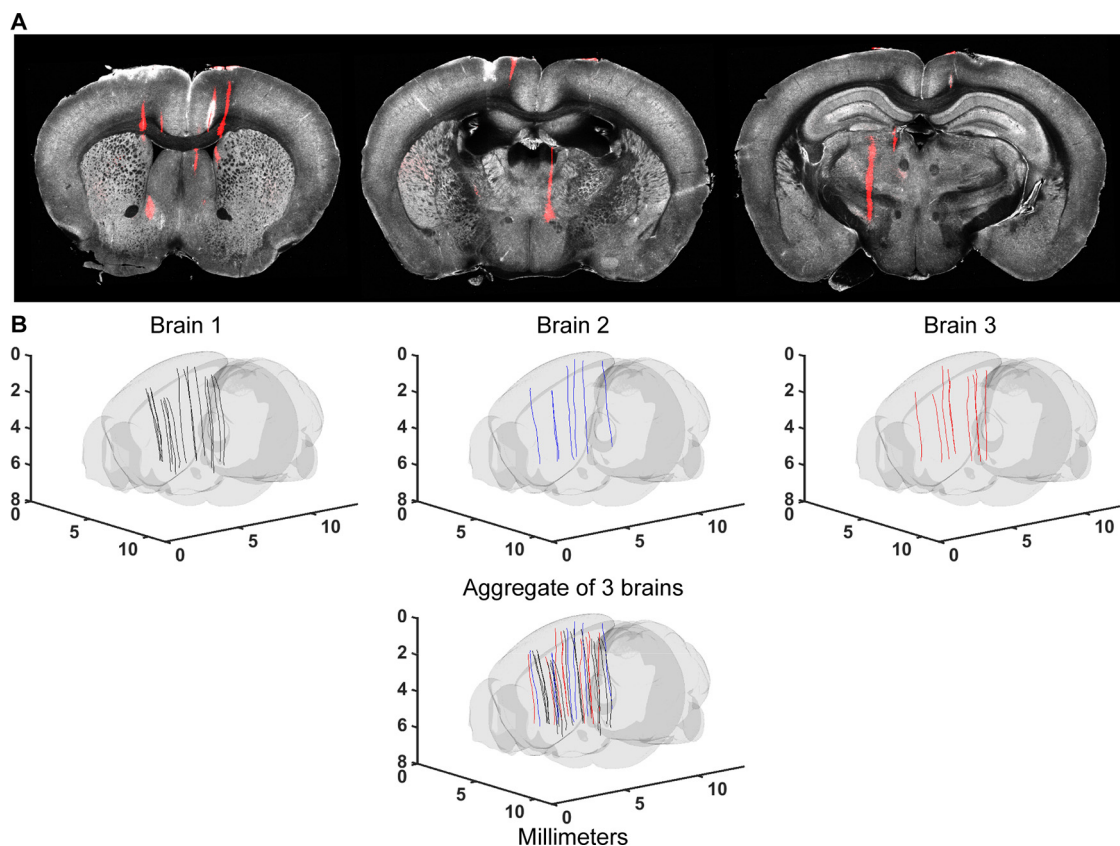 A
B
Brain 1 Brain 2 Brain 3
0 0 0
2 2 2
4 4 4
6 6 6
8 8 8
0 0 0
5 10 5 10 5 10
5 5 5
10 0 10 0 10 0
Aggregate of 3 brains
0
2
4
6
8
0
10
5 5
10 0
Millimeters